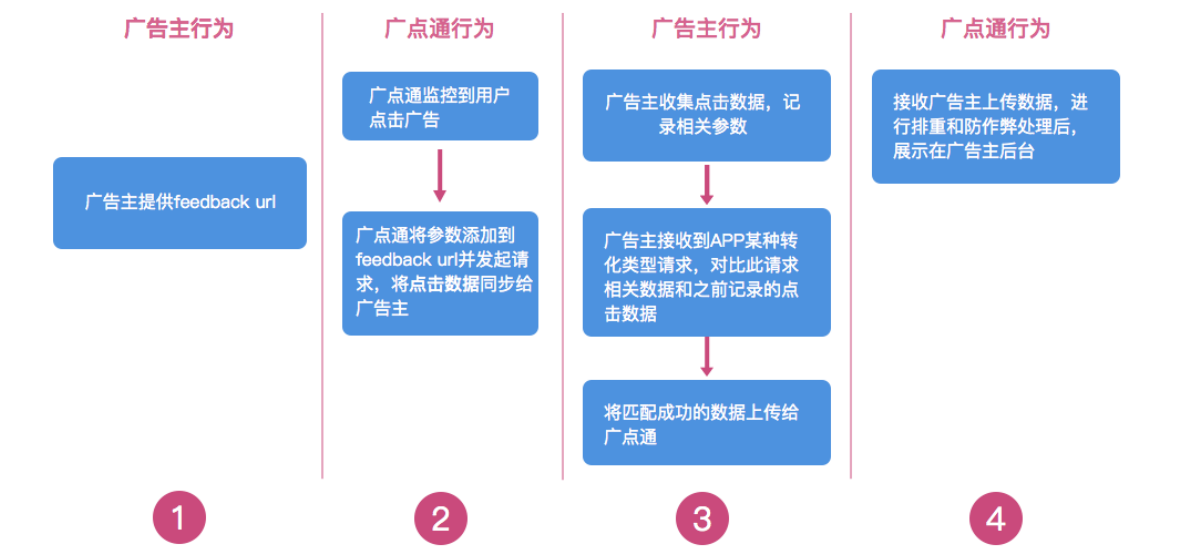 广告主行为
广告主提供feedback url
1
广点通行为
广点通监控到用户
点击广告
广点通将参数添加到
feedback url并发起请
求，将点击数据同步给
广告主
2
广告主行为
广告主收集点击数据，记
录相关参数
广告主接收到APP某种转
化类型请求，对比此请求
相关数据和之前记录的点
击数据
将匹配成功的数据上传给
广点通
3
广点通行为
接收广告主上传数据，进
行排重和防作弊处理后，
展示在广告主后台
4